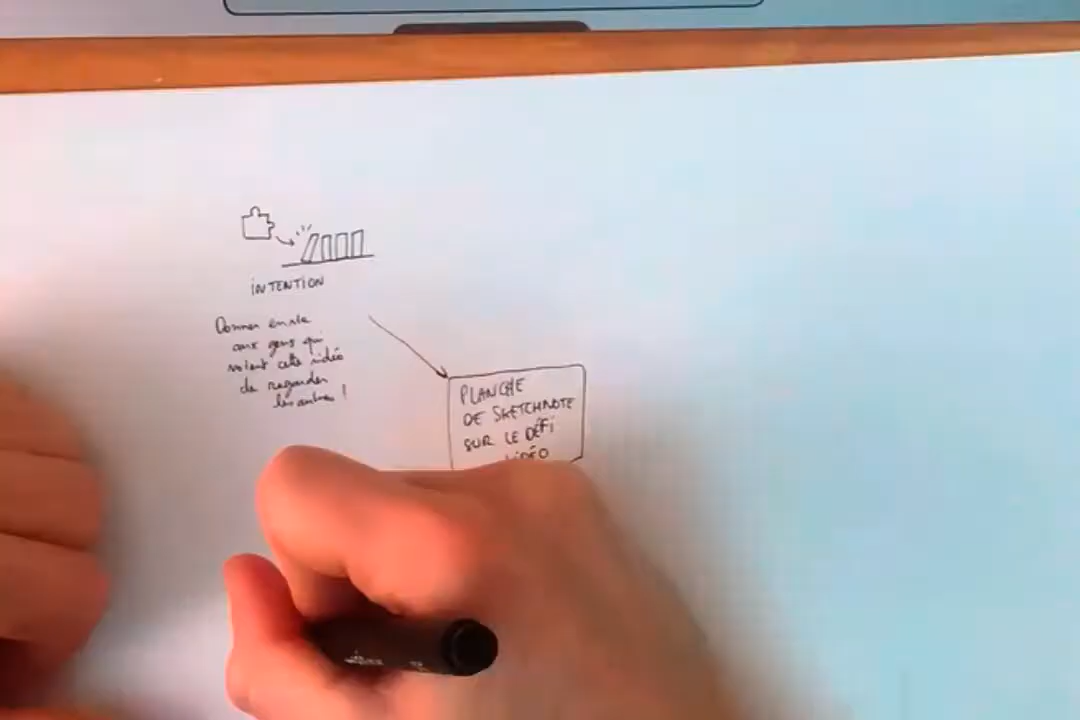 INTENTION
Donner envie
aux gens qui
voient cette vidéo
de regarder
les autres !
PLANCHE
DE SKETCHNOTE
SUR LE DÉFI
VIDÉO